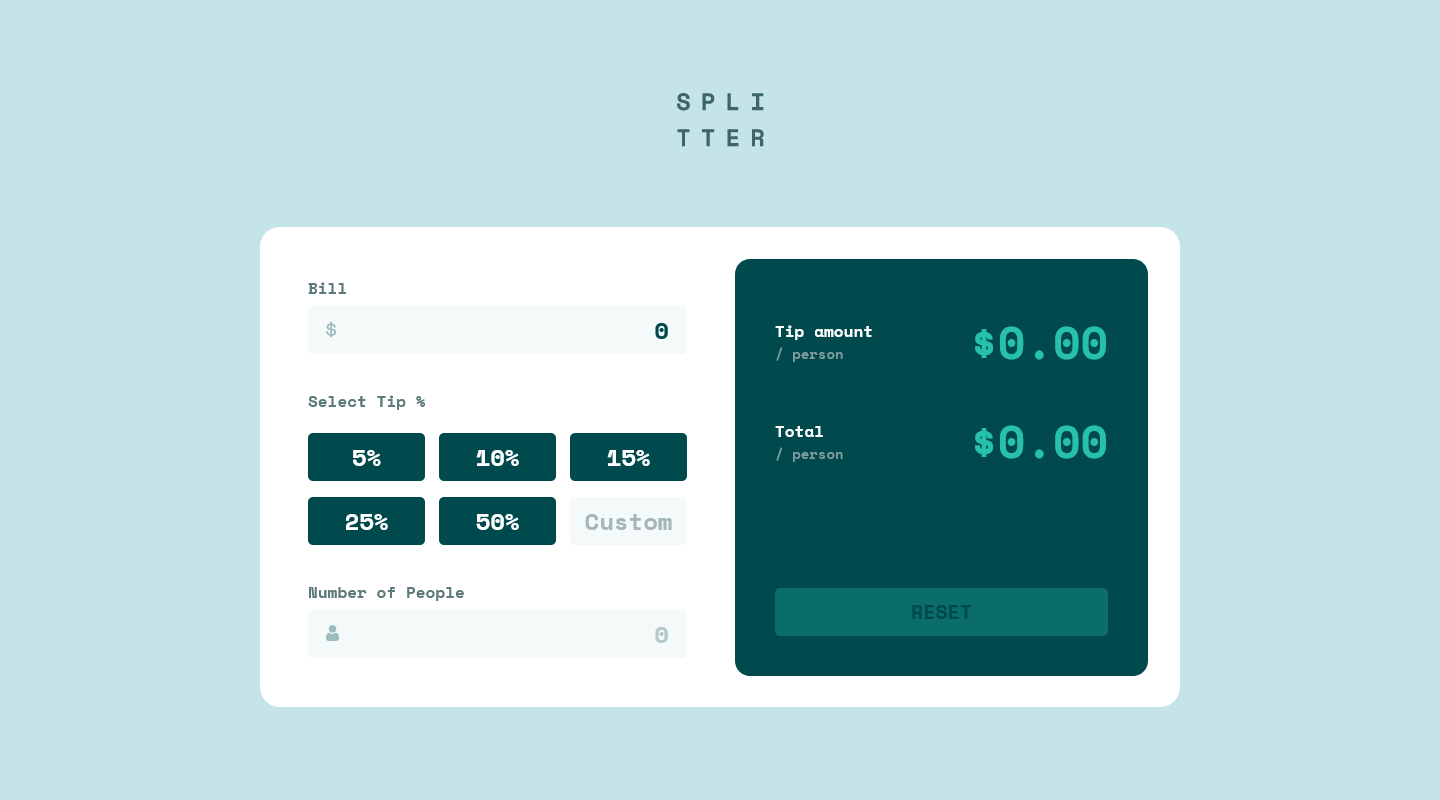 SPLI
TTER
Bill
$ 0
Select Tip %
5% 10% 15%
25% 50% Custom
Number of People
0
Tip amount
/ person
$0.00
Total
/ person
$0.00
RESET